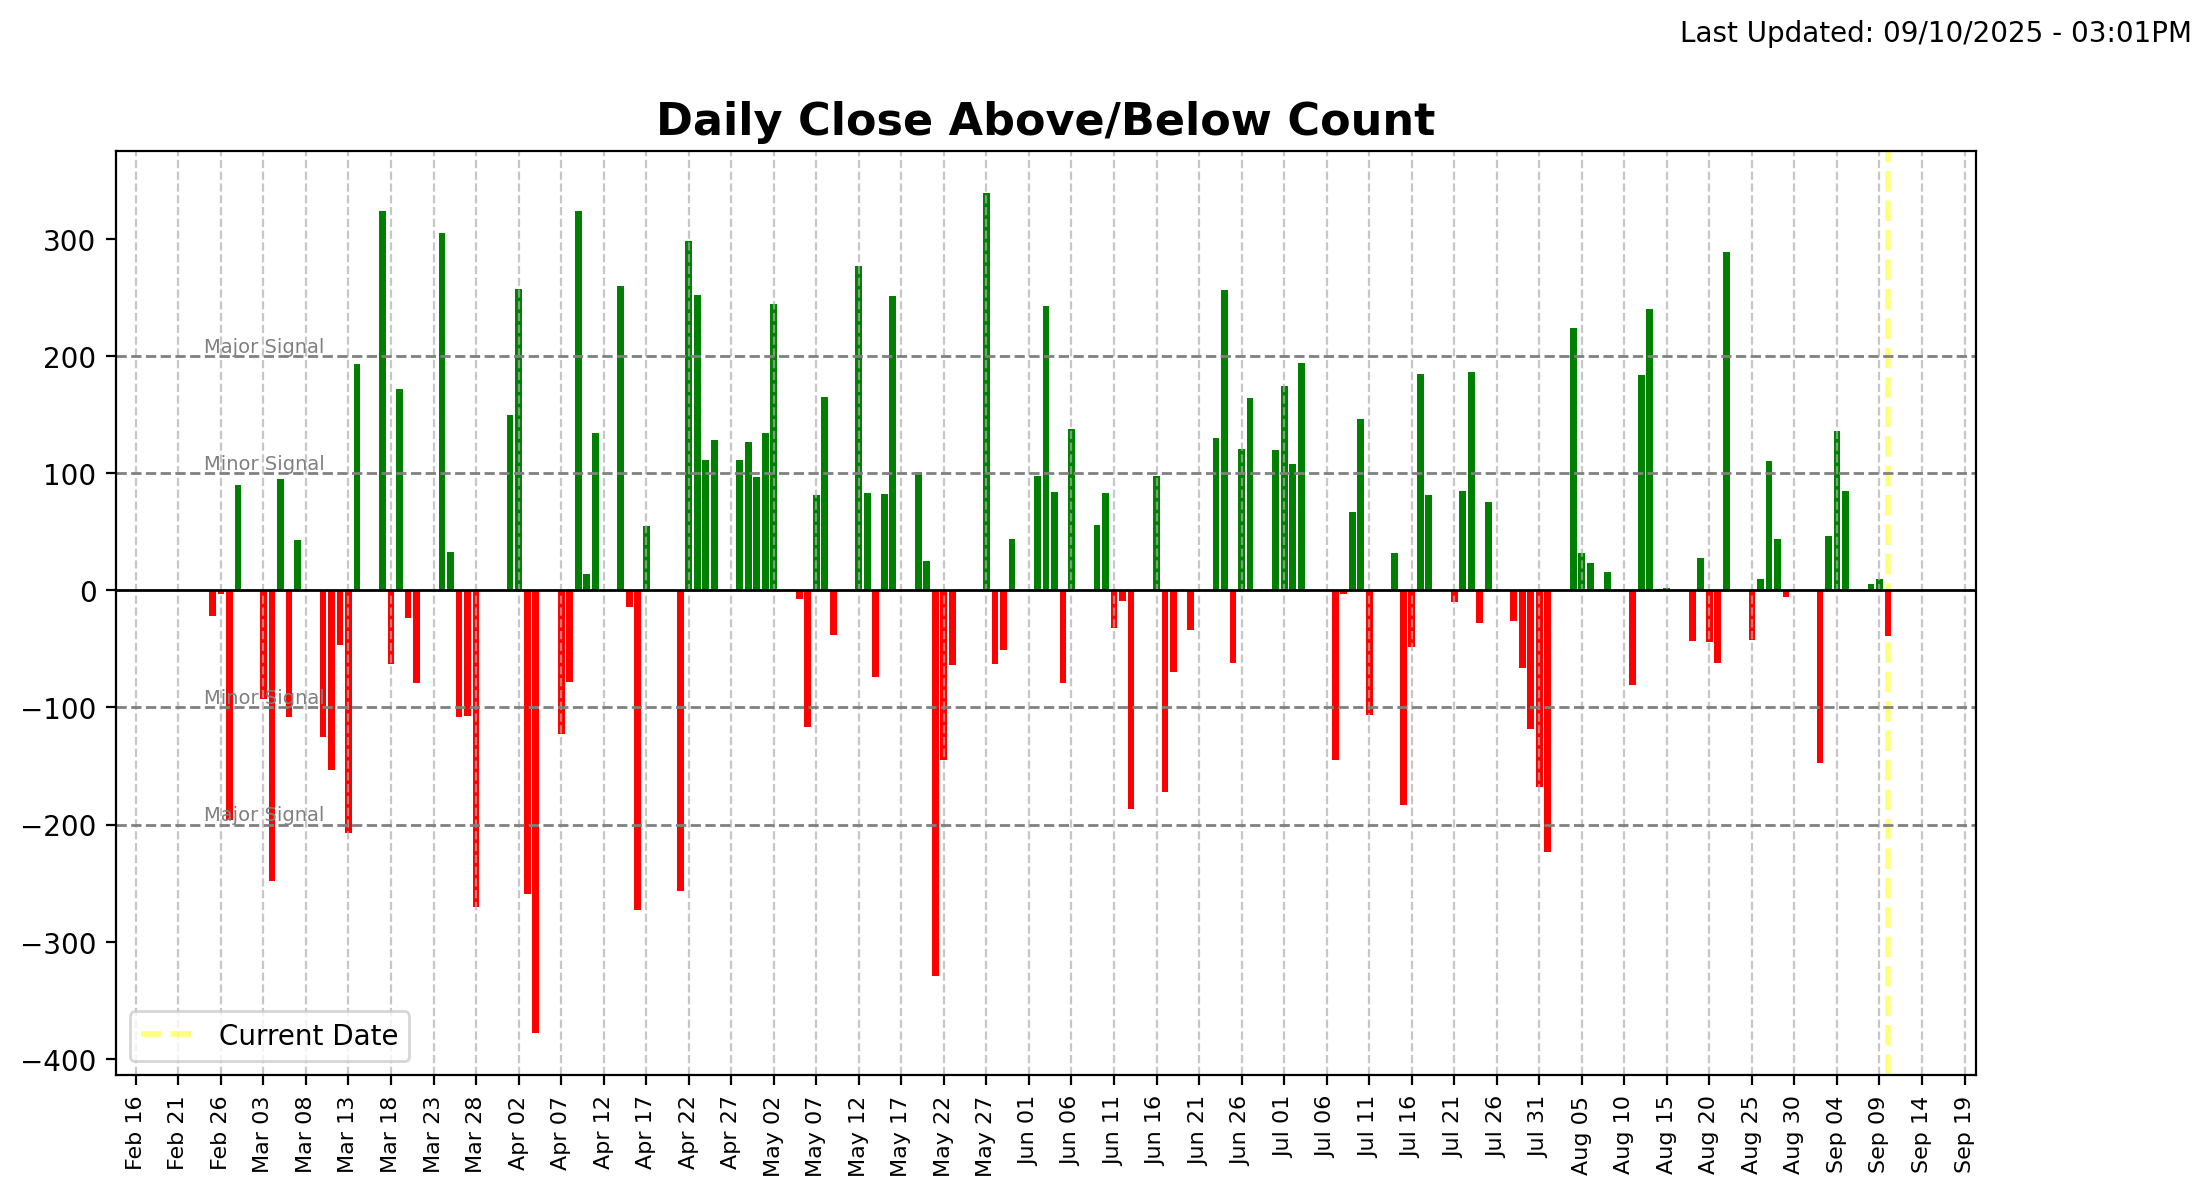 Last Updated: 09/10/2025 - 03:01PM
Daily Close Above/Below Count
300
200
100
0
−100
−200
−300
−400
Major Signal
Minor Signal
Minor Signal
Major Signal
Current Date
Feb 16
Feb 21
Feb 26
Mar 03
Mar 08
Mar 13
Mar 18
Mar 23
Mar 28
Apr 02
Apr 07
Apr 12
Apr 17
Apr 22
Apr 27
May 02
May 07
May 12
May 17
May 22
May 27
Jun 01
Jun 06
Jun 11
Jun 16
Jun 21
Jun 26
Jul 01
Jul 06
Jul 11
Jul 16
Jul 21
Jul 26
Jul 31
Aug 05
Aug 10
Aug 15
Aug 20
Aug 25
Aug 30
Sep 04
Sep 09
Sep 14
Sep 19